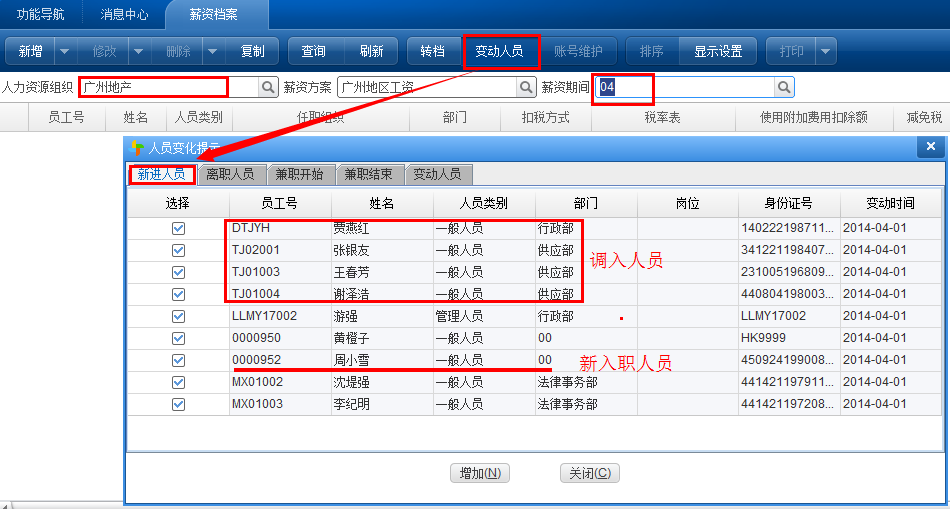 功能导航 消息中心 薪资档案
新增 修改 删除 复制 查询 刷新 转档 变动人员 账号维护 排序 显示设置 打印
人力资源组织 广州地产 薪资方案 广州地区工资 薪资期间 04
员工号 姓名 人员类别 任职组织 部门 扣税方式 税率表 使用附加费用扣除额 减免税
人员变化提示
新进人员 离职人员 兼职开始 兼职结束 变动人员
选择 员工号 姓名 人员类别 部门 岗位 身份证号 变动时间
DTJYH 贾燕红 一般人员 行政部 140222198711... 2014-04-01
TJ02001 张银友 一般人员 供应部 341221198407... 2014-04-01
调入人员
TJ01003 王春芳 一般人员 供应部 231005196809... 2014-04-01
TJ01004 谢泽浩 一般人员 供应部 440804198003... 2014-04-01
LLMY17002 游强 管理人员 行政部 LLMY17002 2014-04-01
0000950 黄橙子 一般人员 00 HK9999 2014-04-01
0000952 周小雪 一般人员 00 450924199008... 2014-04-01
新入职人员
MX01002 沈堤强 一般人员 法律事务部 441421197911... 2014-04-01
MX01003 李纪明 一般人员 法律事务部 441421197208... 2014-04-01
增加(N) 关闭(C)